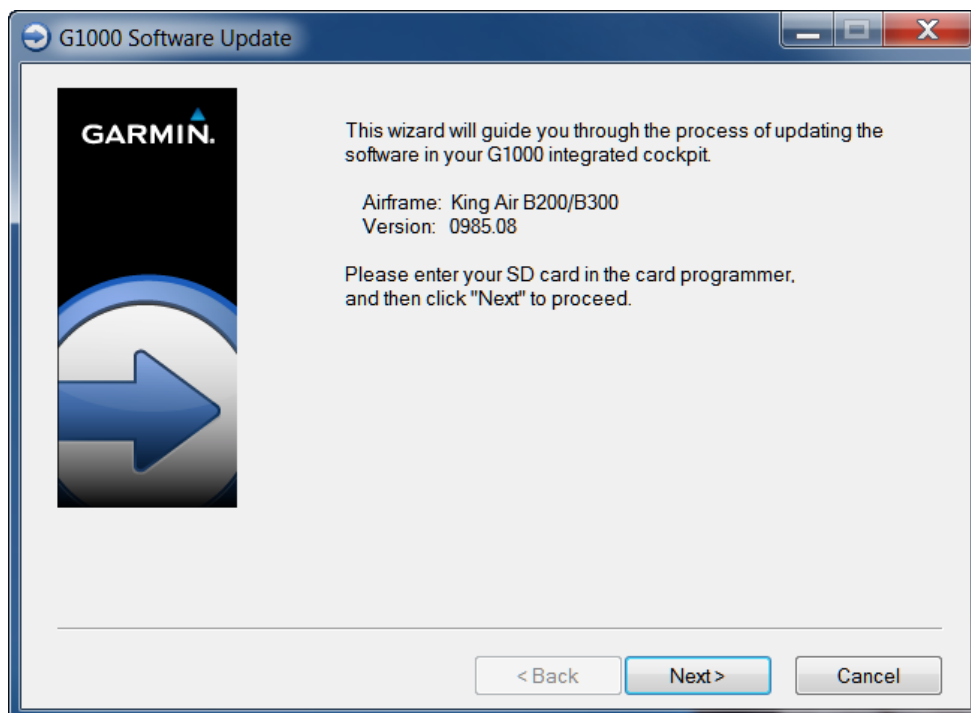 G1000 Software Update
GARMIN.
This wizard will guide you through the process of updating the
software in your G1000 integrated cockpit.
Airframe: King Air B200/B300
Version: 0985.08
Please enter your SD card in the card programmer,
and then click "Next" to proceed.
< Back Next > Cancel